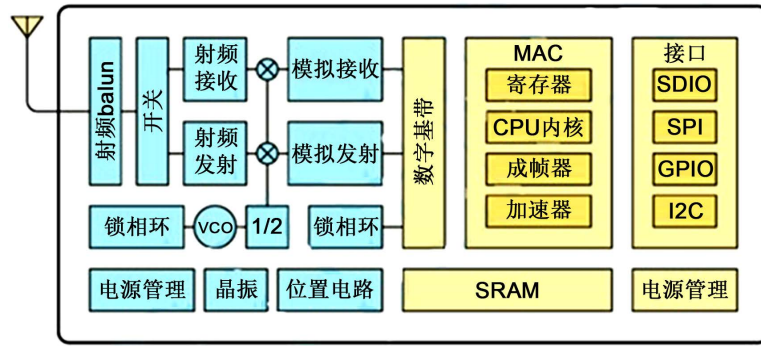 射频balun
开关
射频
接收
模拟接收
射频
发射
模拟发射
数字基带
MAC
寄存器
CPU内核
成帧器
加速器
接口
SDIO
SPI
GPIO
I2C
锁相环
VCO
1/2
锁相环
电源管理
晶振
位置电路
SRAM
电源管理